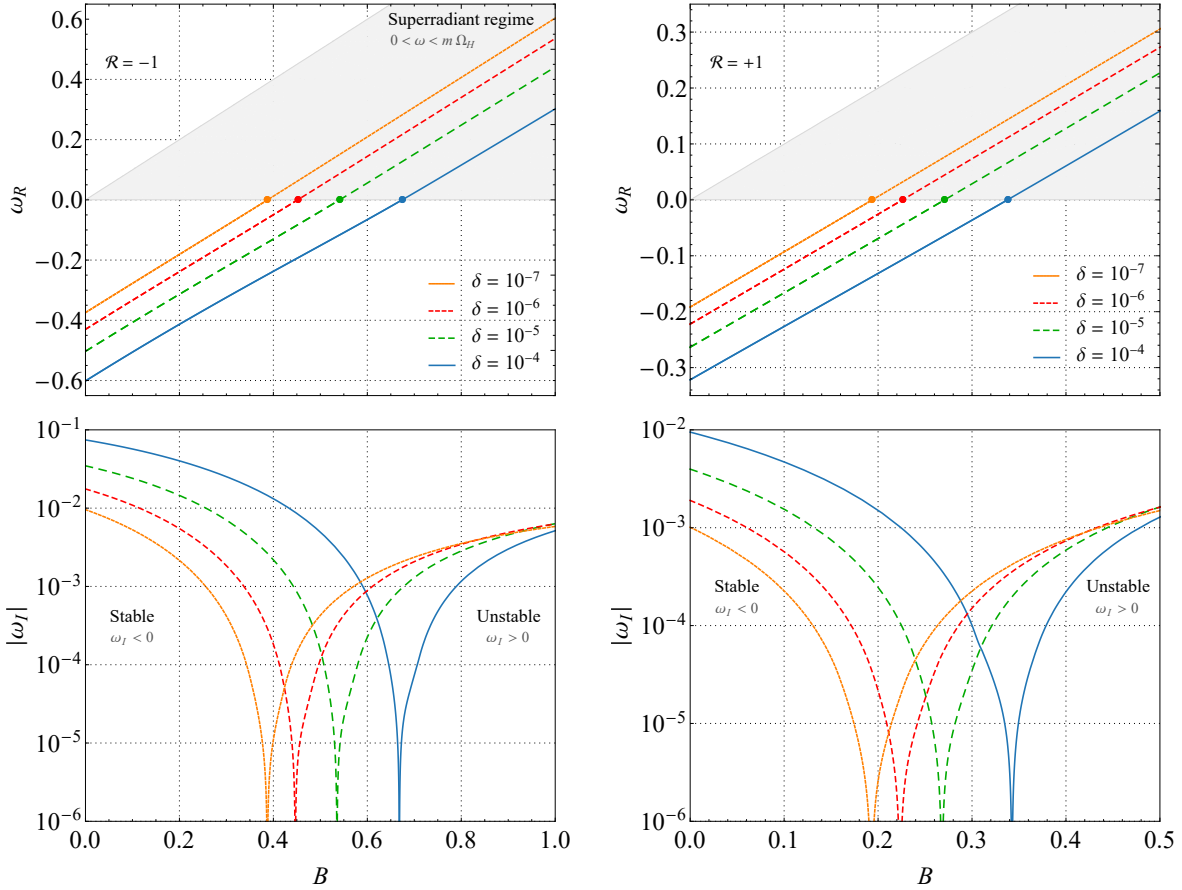 0.6
0.4
0.2
0.0
−0.2
−0.4
−0.6
ω_R
Superradiant regime
0 < ω < m Ω_H
ℛ = −1
δ = 10⁻⁷
δ = 10⁻⁶
δ = 10⁻⁵
δ = 10⁻⁴
0.3
0.2
0.1
0.0
−0.1
−0.2
−0.3
ω_R
ℛ = +1
δ = 10⁻⁷
δ = 10⁻⁶
δ = 10⁻⁵
δ = 10⁻⁴
10⁻¹
10⁻²
10⁻³
10⁻⁴
10⁻⁵
10⁻⁶
|ω_I|
Stable
ω_I < 0
Unstable
ω_I > 0
0.0 0.2 0.4 0.6 0.8 1.0
B
10⁻²
10⁻³
10⁻⁴
10⁻⁵
10⁻⁶
|ω_I|
Stable
ω_I < 0
Unstable
ω_I > 0
0.0 0.1 0.2 0.3 0.4 0.5
B